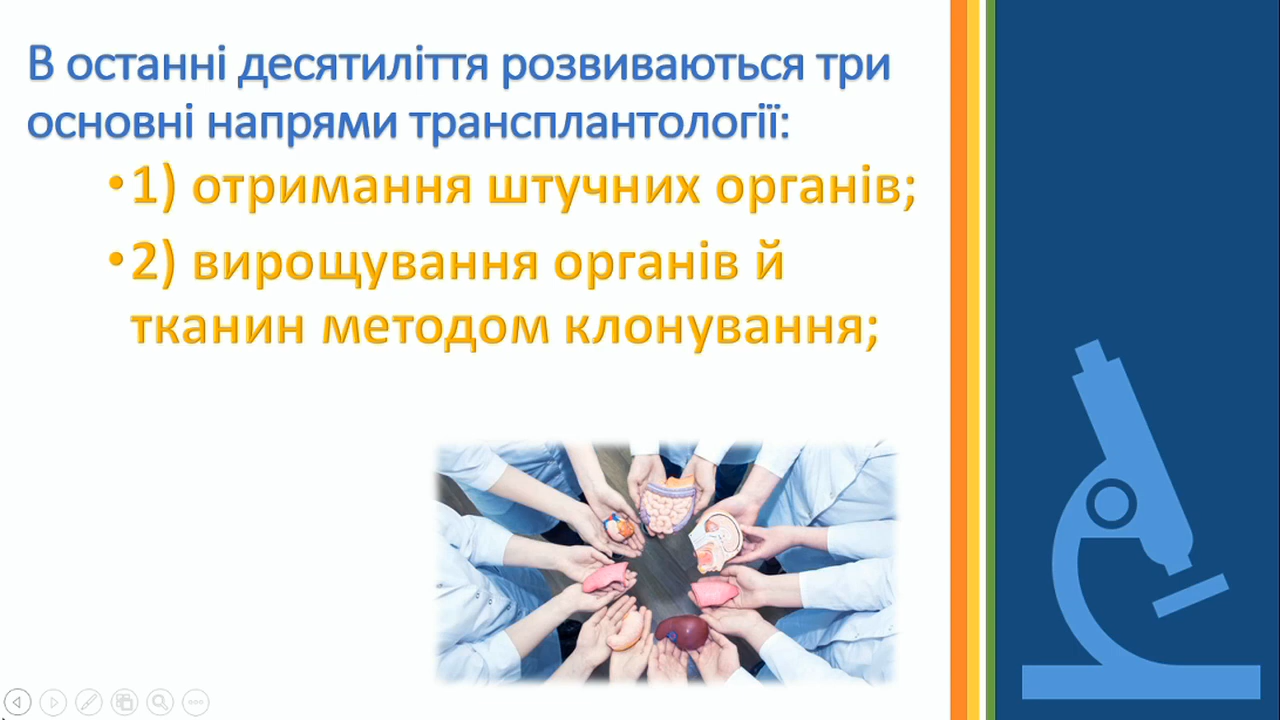 В останні десятиліття розвиваються три
основні напрями трансплантології:
•1) отримання штучних органів;
•2) вирощування органів й
тканин методом клонування;